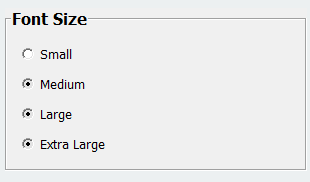 Font Size
Small
Medium
Large
Extra Large